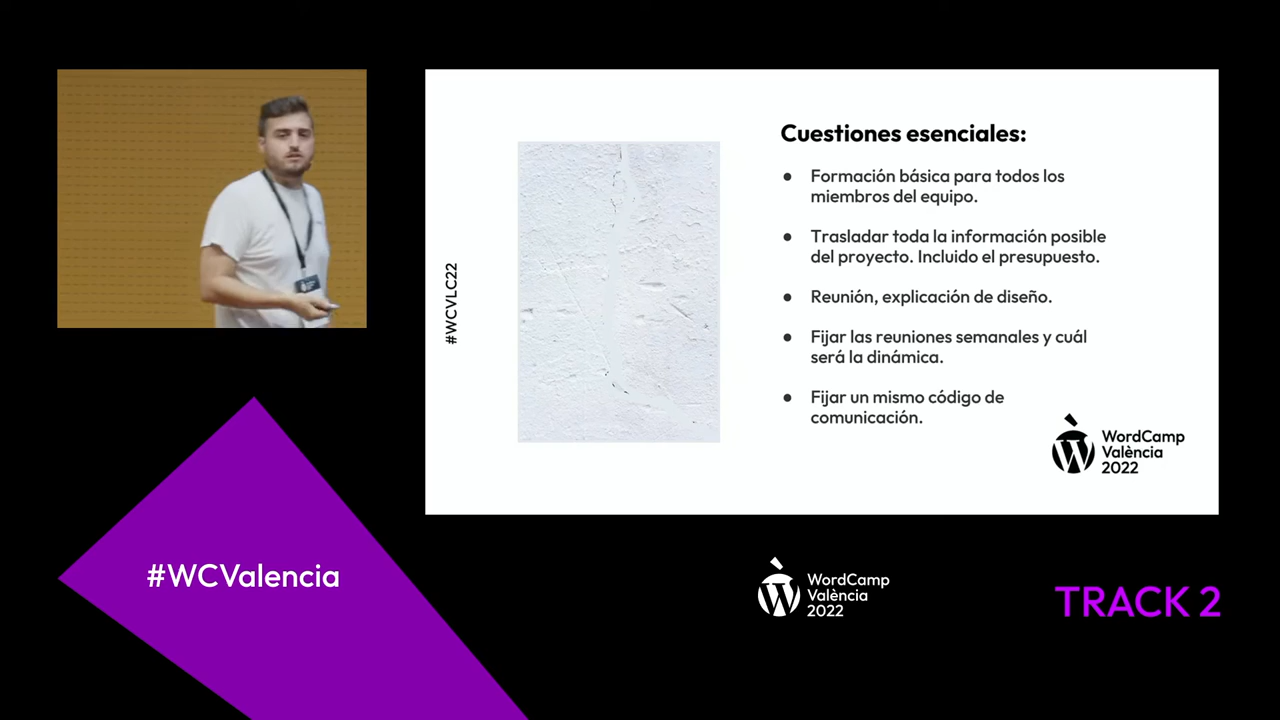 #WCVLC22
Cuestiones esenciales:
● Formación básica para todos los
miembros del equipo.
● Trasladar toda la información posible
del proyecto. Incluido el presupuesto.
● Reunión, explicación de diseño.
● Fijar las reuniones semanales y cuál
será la dinámica.
● Fijar un mismo código de
comunicación.
WordCamp
València
2022
#WCValencia
WordCamp
València
2022
TRACK 2